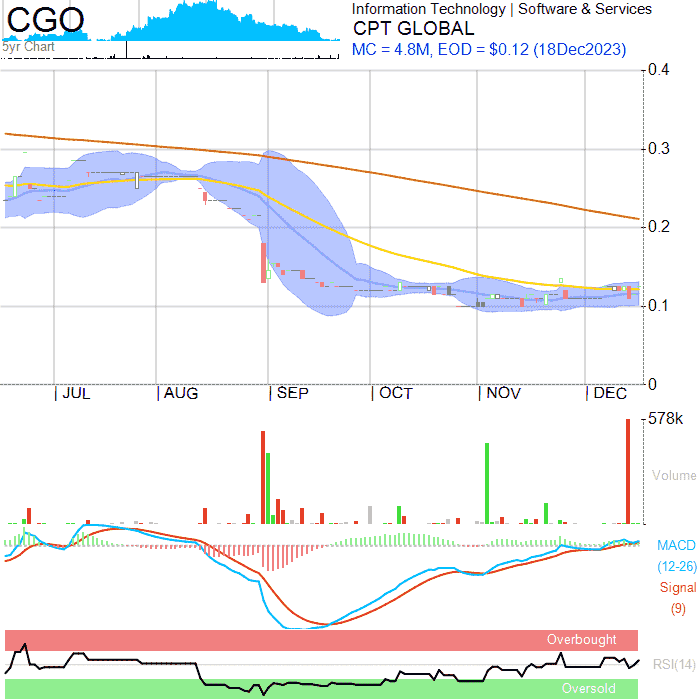 CGO
5yr Chart
Information Technology | Software & Services
CPT GLOBAL
MC = 4.8M, EOD = $0.12 (18Dec2023)
0.4
0.3
0.2
0.1
0
JUL AUG SEP OCT NOV DEC
578k
Volume
MACD
(12-26)
Signal
(9)
Overbought
RSI(14)
Oversold